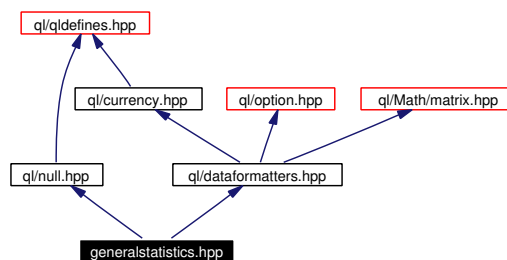 ql/qldefines.hpp
ql/currency.hpp
ql/option.hpp
ql/Math/matrix.hpp
ql/null.hpp
ql/dataformatters.hpp
generalstatistics.hpp